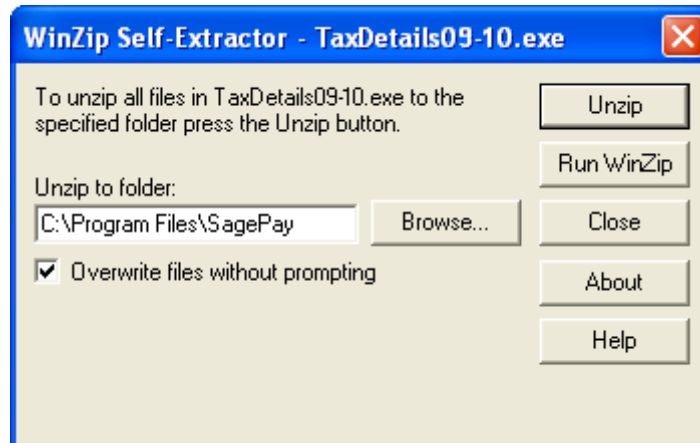 WinZip Self-Extractor - TaxDetails09-10.exe
To unzip all files in TaxDetails09-10.exe to the
specified folder press the Unzip button.
Unzip
Run WinZip
Unzip to folder:
C:\Program Files\SagePay
Browse...
Close
Overwrite files without prompting
About
Help